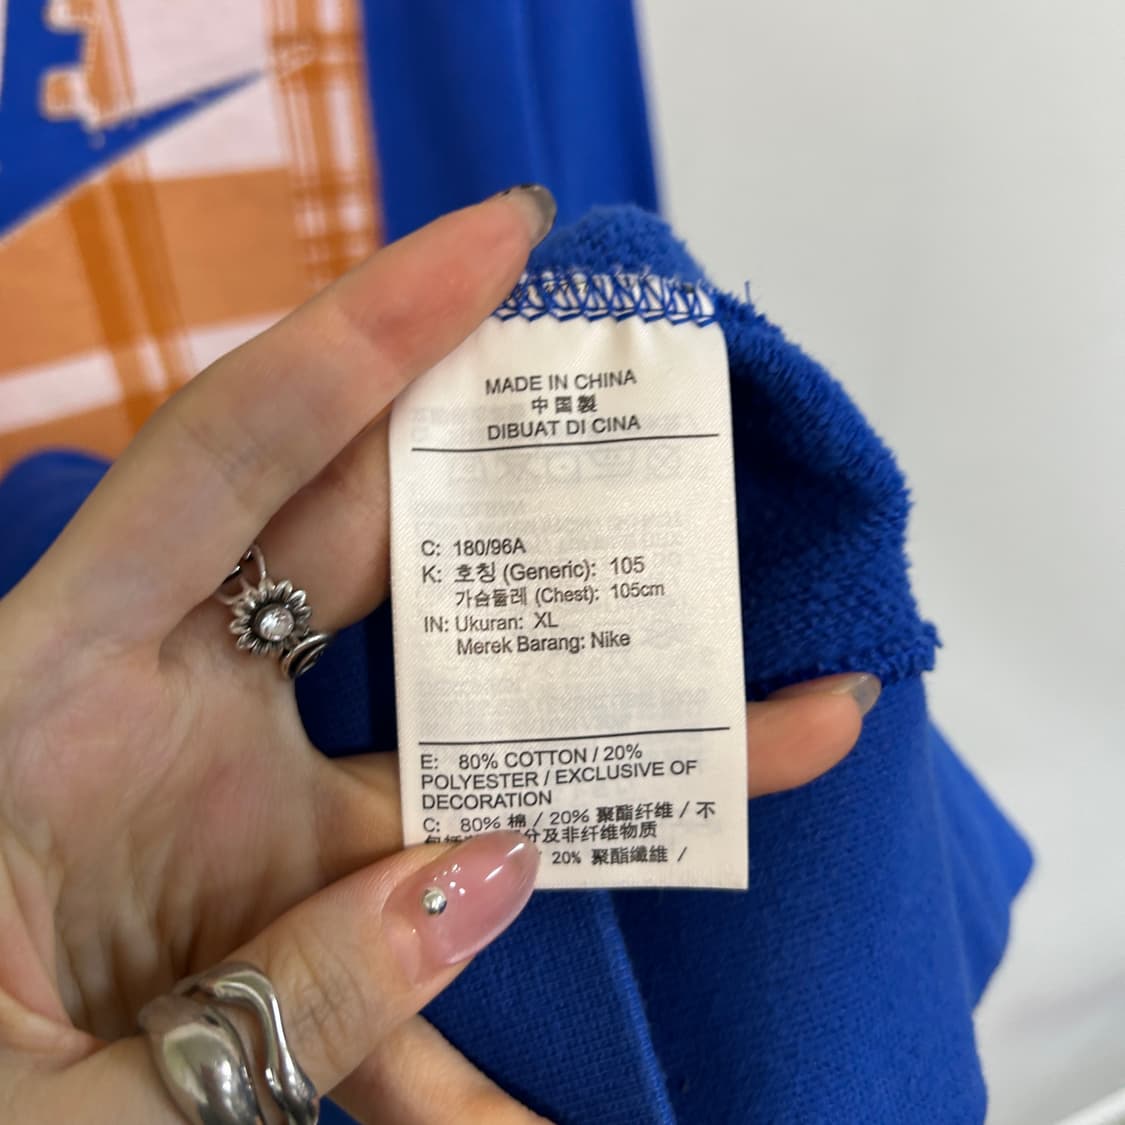 MADE IN CHINA
中国製
DIBUAT DI CINA
C: 180/96A
K: 호칭 (Generic): 105
가슴둘레 (Chest): 105cm
IN: Ukuran: XL
Merek Barang: Nike
E: 80% COTTON / 20%
POLYESTER / EXCLUSIVE OF
DECORATION
C: 80% 棉 / 20% 聚酯纤维 / 不
分及非纤维物质
20% 聚酯纖維 /